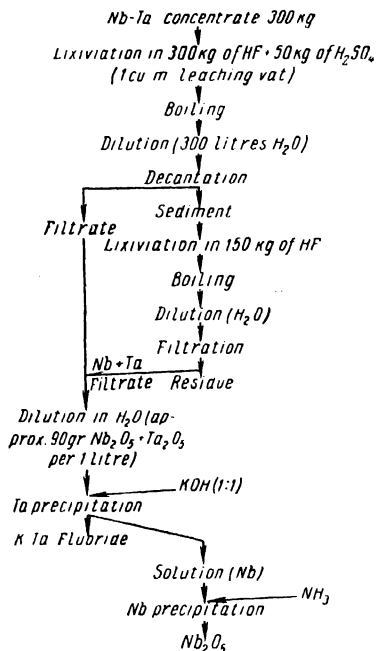 Nb-Ta concentrate 300 kg
Lixiviation in 300 kg of HF + 50 kg of H₂SO₄
(1 cu m leaching vat)
Boiling
Dilution (300 litres H₂O)
Decantation
Sediment
Filtrate
Lixiviation in 150 kg of HF
Boiling
Dilution (H₂O)
Filtration
Nb + Ta
Filtrate Residue
Dilution in H₂O (ap-
prox. 90 gr Nb₂O₅ + Ta₂O₅
per 1 litre)
KOH (1:1)
Ta precipitation
K Ta Fluoride
Solution (Nb)
NH₃
Nb precipitation
Nb₂O₅